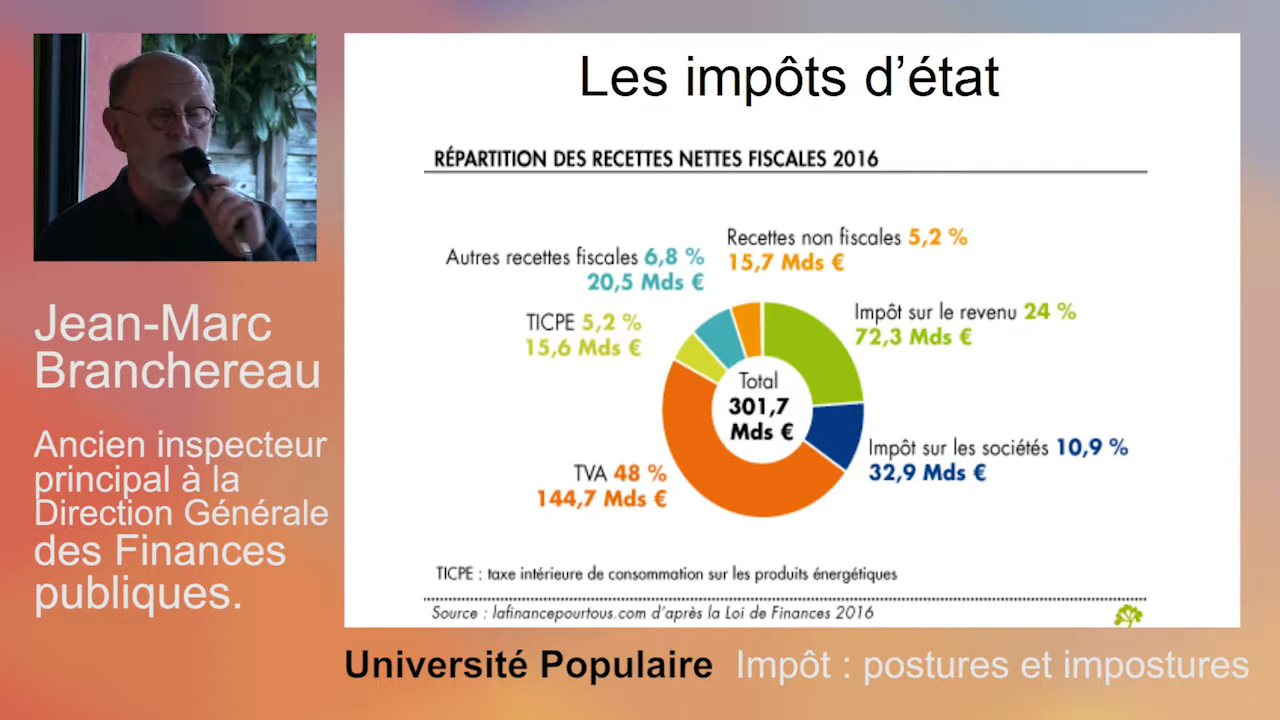 Les impôts d’état
RÉPARTITION DES RECETTES NETTES FISCALES 2016
Recettes non fiscales 5,2 %
15,7 Mds €
Autres recettes fiscales 6,8 %
20,5 Mds €
TICPE 5,2 %
15,6 Mds €
Impôt sur le revenu 24 %
72,3 Mds €
Total
301,7
Mds €
Impôt sur les sociétés 10,9 %
32,9 Mds €
TVA 48 %
144,7 Mds €
TICPE : taxe intérieure de consommation sur les produits énergétiques
Source : lafinancepourtous.com d’après la Loi de Finances 2016
Jean-Marc
Branchereau
Ancien inspecteur
principal à la
Direction Générale
des Finances
publiques.
Université Populaire Impôt : postures et impostures